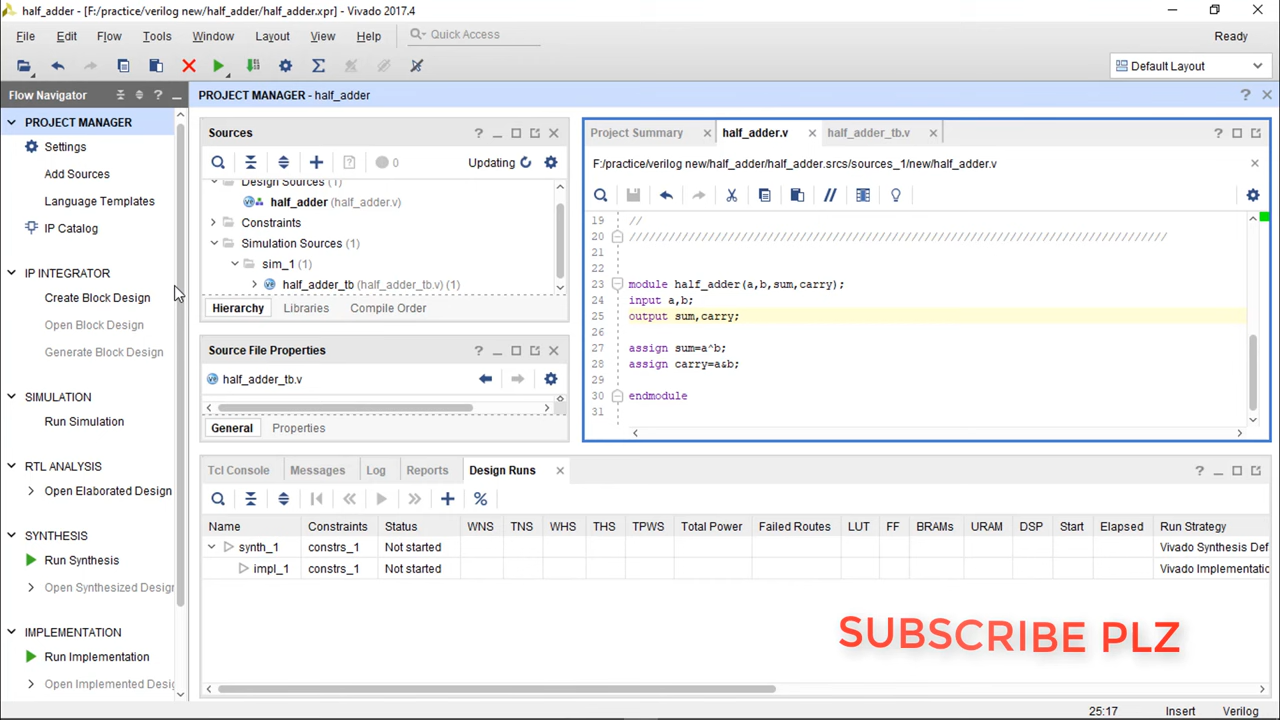 half_adder - [F:/practice/verilog new/half_adder/half_adder.xpr] - Vivado 2017.4
File Edit Flow Tools Window Layout View Help Quick Access Ready
Default Layout
Flow Navigator
PROJECT MANAGER
Settings
Add Sources
Language Templates
IP Catalog
IP INTEGRATOR
Create Block Design
Open Block Design
Generate Block Design
SIMULATION
Run Simulation
RTL ANALYSIS
Open Elaborated Design
SYNTHESIS
Run Synthesis
Open Synthesized Design
IMPLEMENTATION
Run Implementation
Open Implemented Desig
PROJECT MANAGER - half_adder
Sources
0 Updating
Design Sources (1)
half_adder (half_adder.v)
Constraints
Simulation Sources (1)
sim_1 (1)
half_adder_tb (half_adder_tb.v) (1)
Hierarchy Libraries Compile Order
Source File Properties
half_adder_tb.v
General Properties
Project Summary half_adder.v half_adder_tb.v
F:/practice/verilog new/half_adder/half_adder.srcs/sources_1/new/half_adder.v
19 //
20 //////////////////////////////////////////////////////////////////////////////////
21
22
23 module half_adder(a,b,sum,carry);
24 input a,b;
25 output sum,carry;
26
27 assign sum=a^b;
28 assign carry=a&b;
29
30 endmodule
31
Tcl Console Messages Log Reports Design Runs
Name Constraints Status WNS TNS WHS THS TPWS Total Power Failed Routes LUT FF BRAMs URAM DSP Start Elapsed Run Strategy
synth_1 constrs_1 Not started Vivado Synthesis Def
impl_1 constrs_1 Not started Vivado Implementatio
SUBSCRIBE PLZ
25:17 Insert Verilog